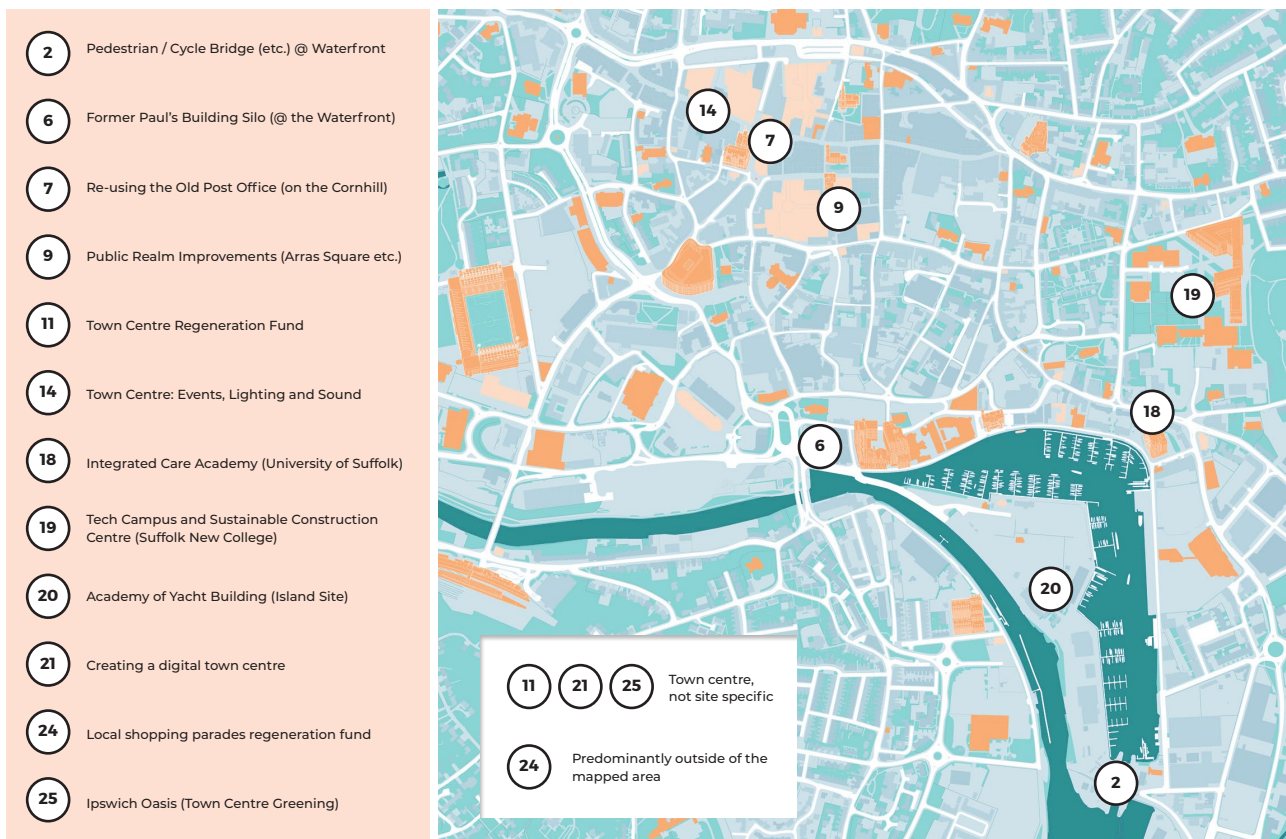 2 Pedestrian / Cycle Bridge (etc.) @ Waterfront
6 Former Paul's Building Silo (@ the Waterfront)
7 Re-using the Old Post Office (on the Cornhill)
9 Public Realm Improvements (Arras Square etc.)
11 Town Centre Regeneration Fund
14 Town Centre: Events, Lighting and Sound
18 Integrated Care Academy (University of Suffolk)
19 Tech Campus and Sustainable Construction
Centre (Suffolk New College)
20 Academy of Yacht Building (Island Site)
21 Creating a digital town centre
24 Local shopping parades regeneration fund
25 Ipswich Oasis (Town Centre Greening)
14
7
9
19
18
6
20
2
11 21 25 Town centre,
not site specific
24 Predominantly outside of the
mapped area